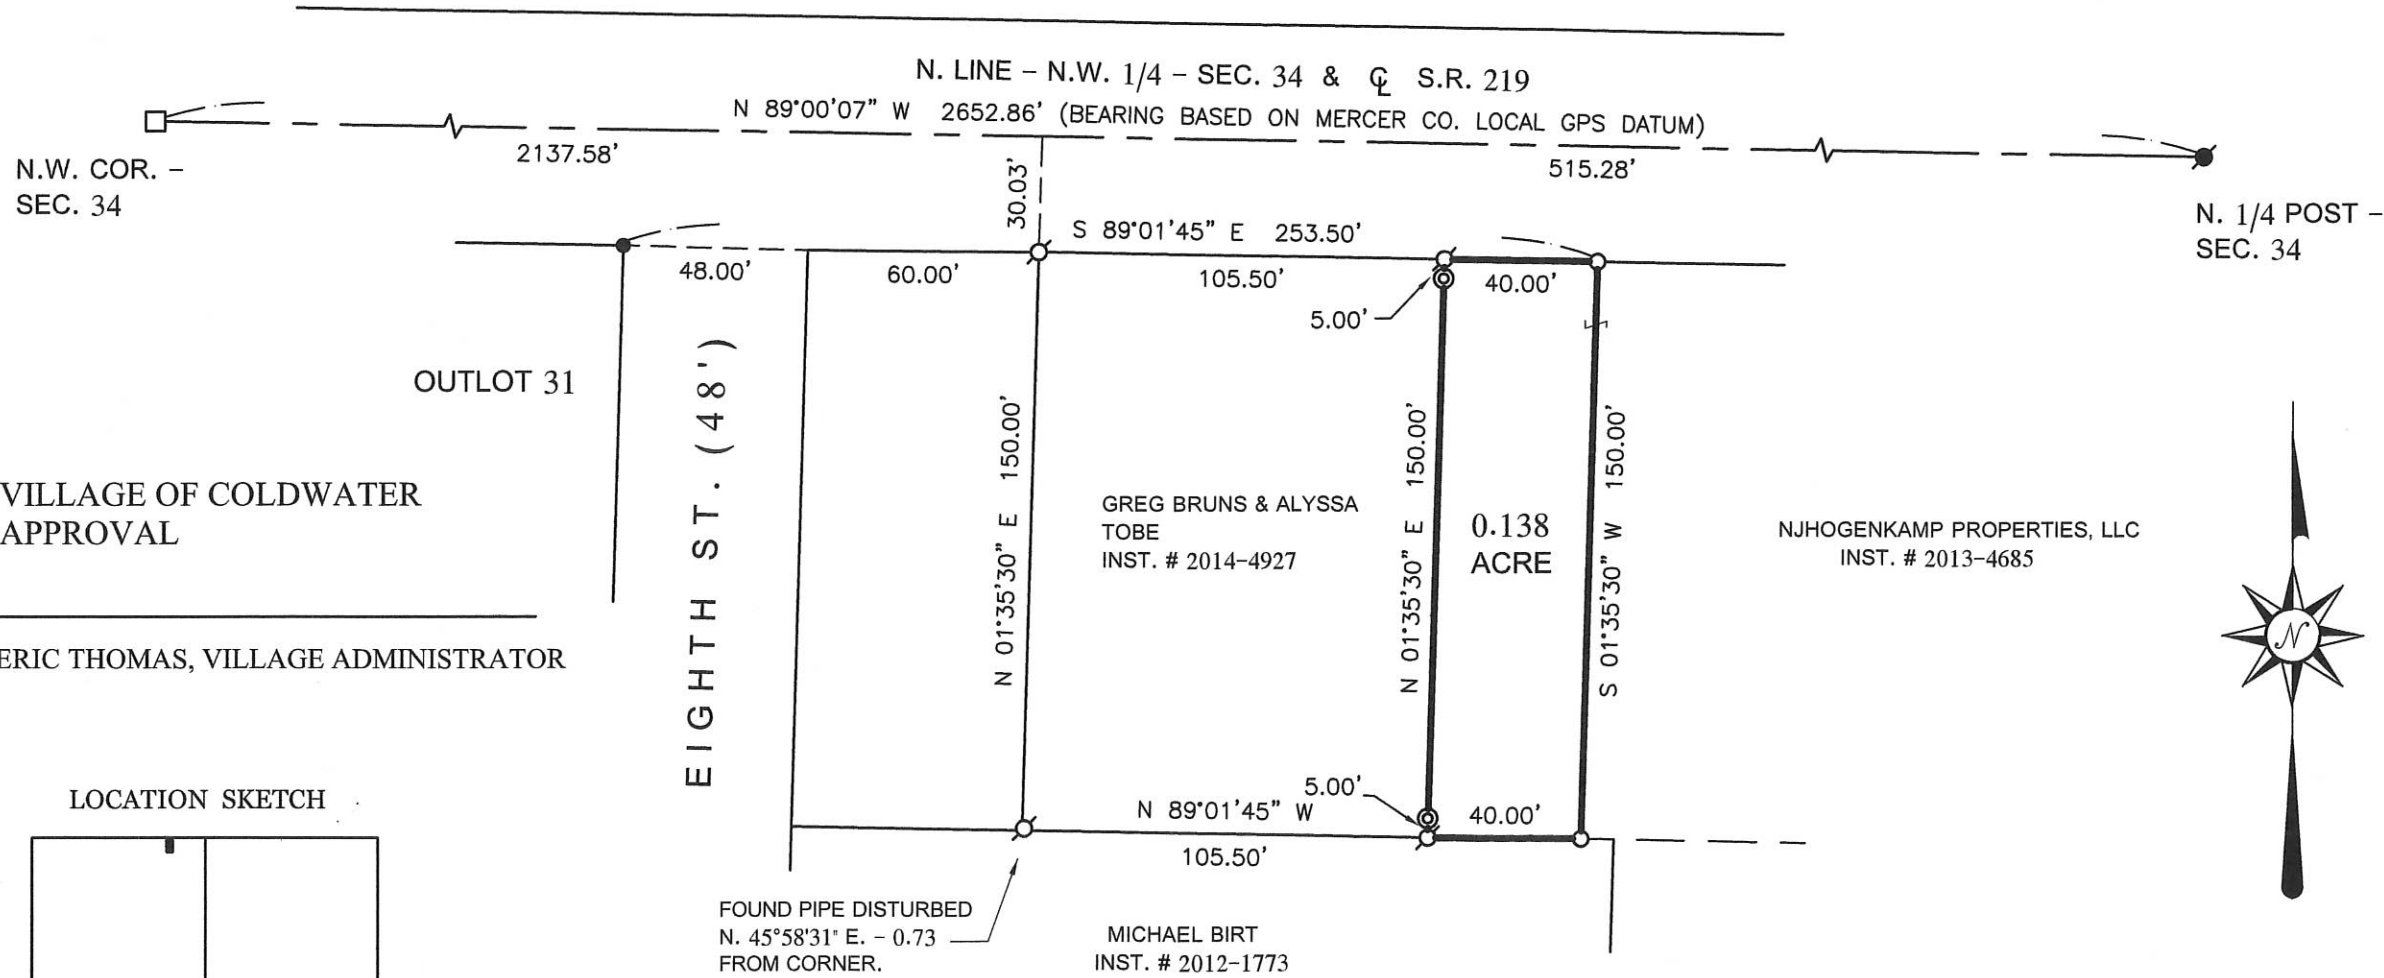 N. LINE – N.W. 1/4 – SEC. 34 & ℄ S.R. 219
N 89°00'07" W 2652.86' (BEARING BASED ON MERCER CO. LOCAL GPS DATUM)
2137.58'
515.28'
N.W. COR. –
SEC. 34
N. 1/4 POST –
SEC. 34
30.03'
S 89°01'45" E 253.50'
48.00'
60.00'
105.50'
40.00'
5.00'
OUTLOT 31
EIGHTH ST. (48')
N 01°35'30" E 150.00'
GREG BRUNS & ALYSSA
TOBE
INST. # 2014-4927
N 01°35'30" E 150.00'
0.138
ACRE
S 01°35'30" W 150.00'
NJHOGENKAMP PROPERTIES, LLC
INST. # 2013-4685
N
VILLAGE OF COLDWATER
APPROVAL
ERIC THOMAS, VILLAGE ADMINISTRATOR
LOCATION SKETCH
5.00'
N 89°01'45" W
40.00'
105.50'
FOUND PIPE DISTURBED
N. 45°58'31" E. – 0.73
FROM CORNER.
MICHAEL BIRT
INST. # 2012-1773